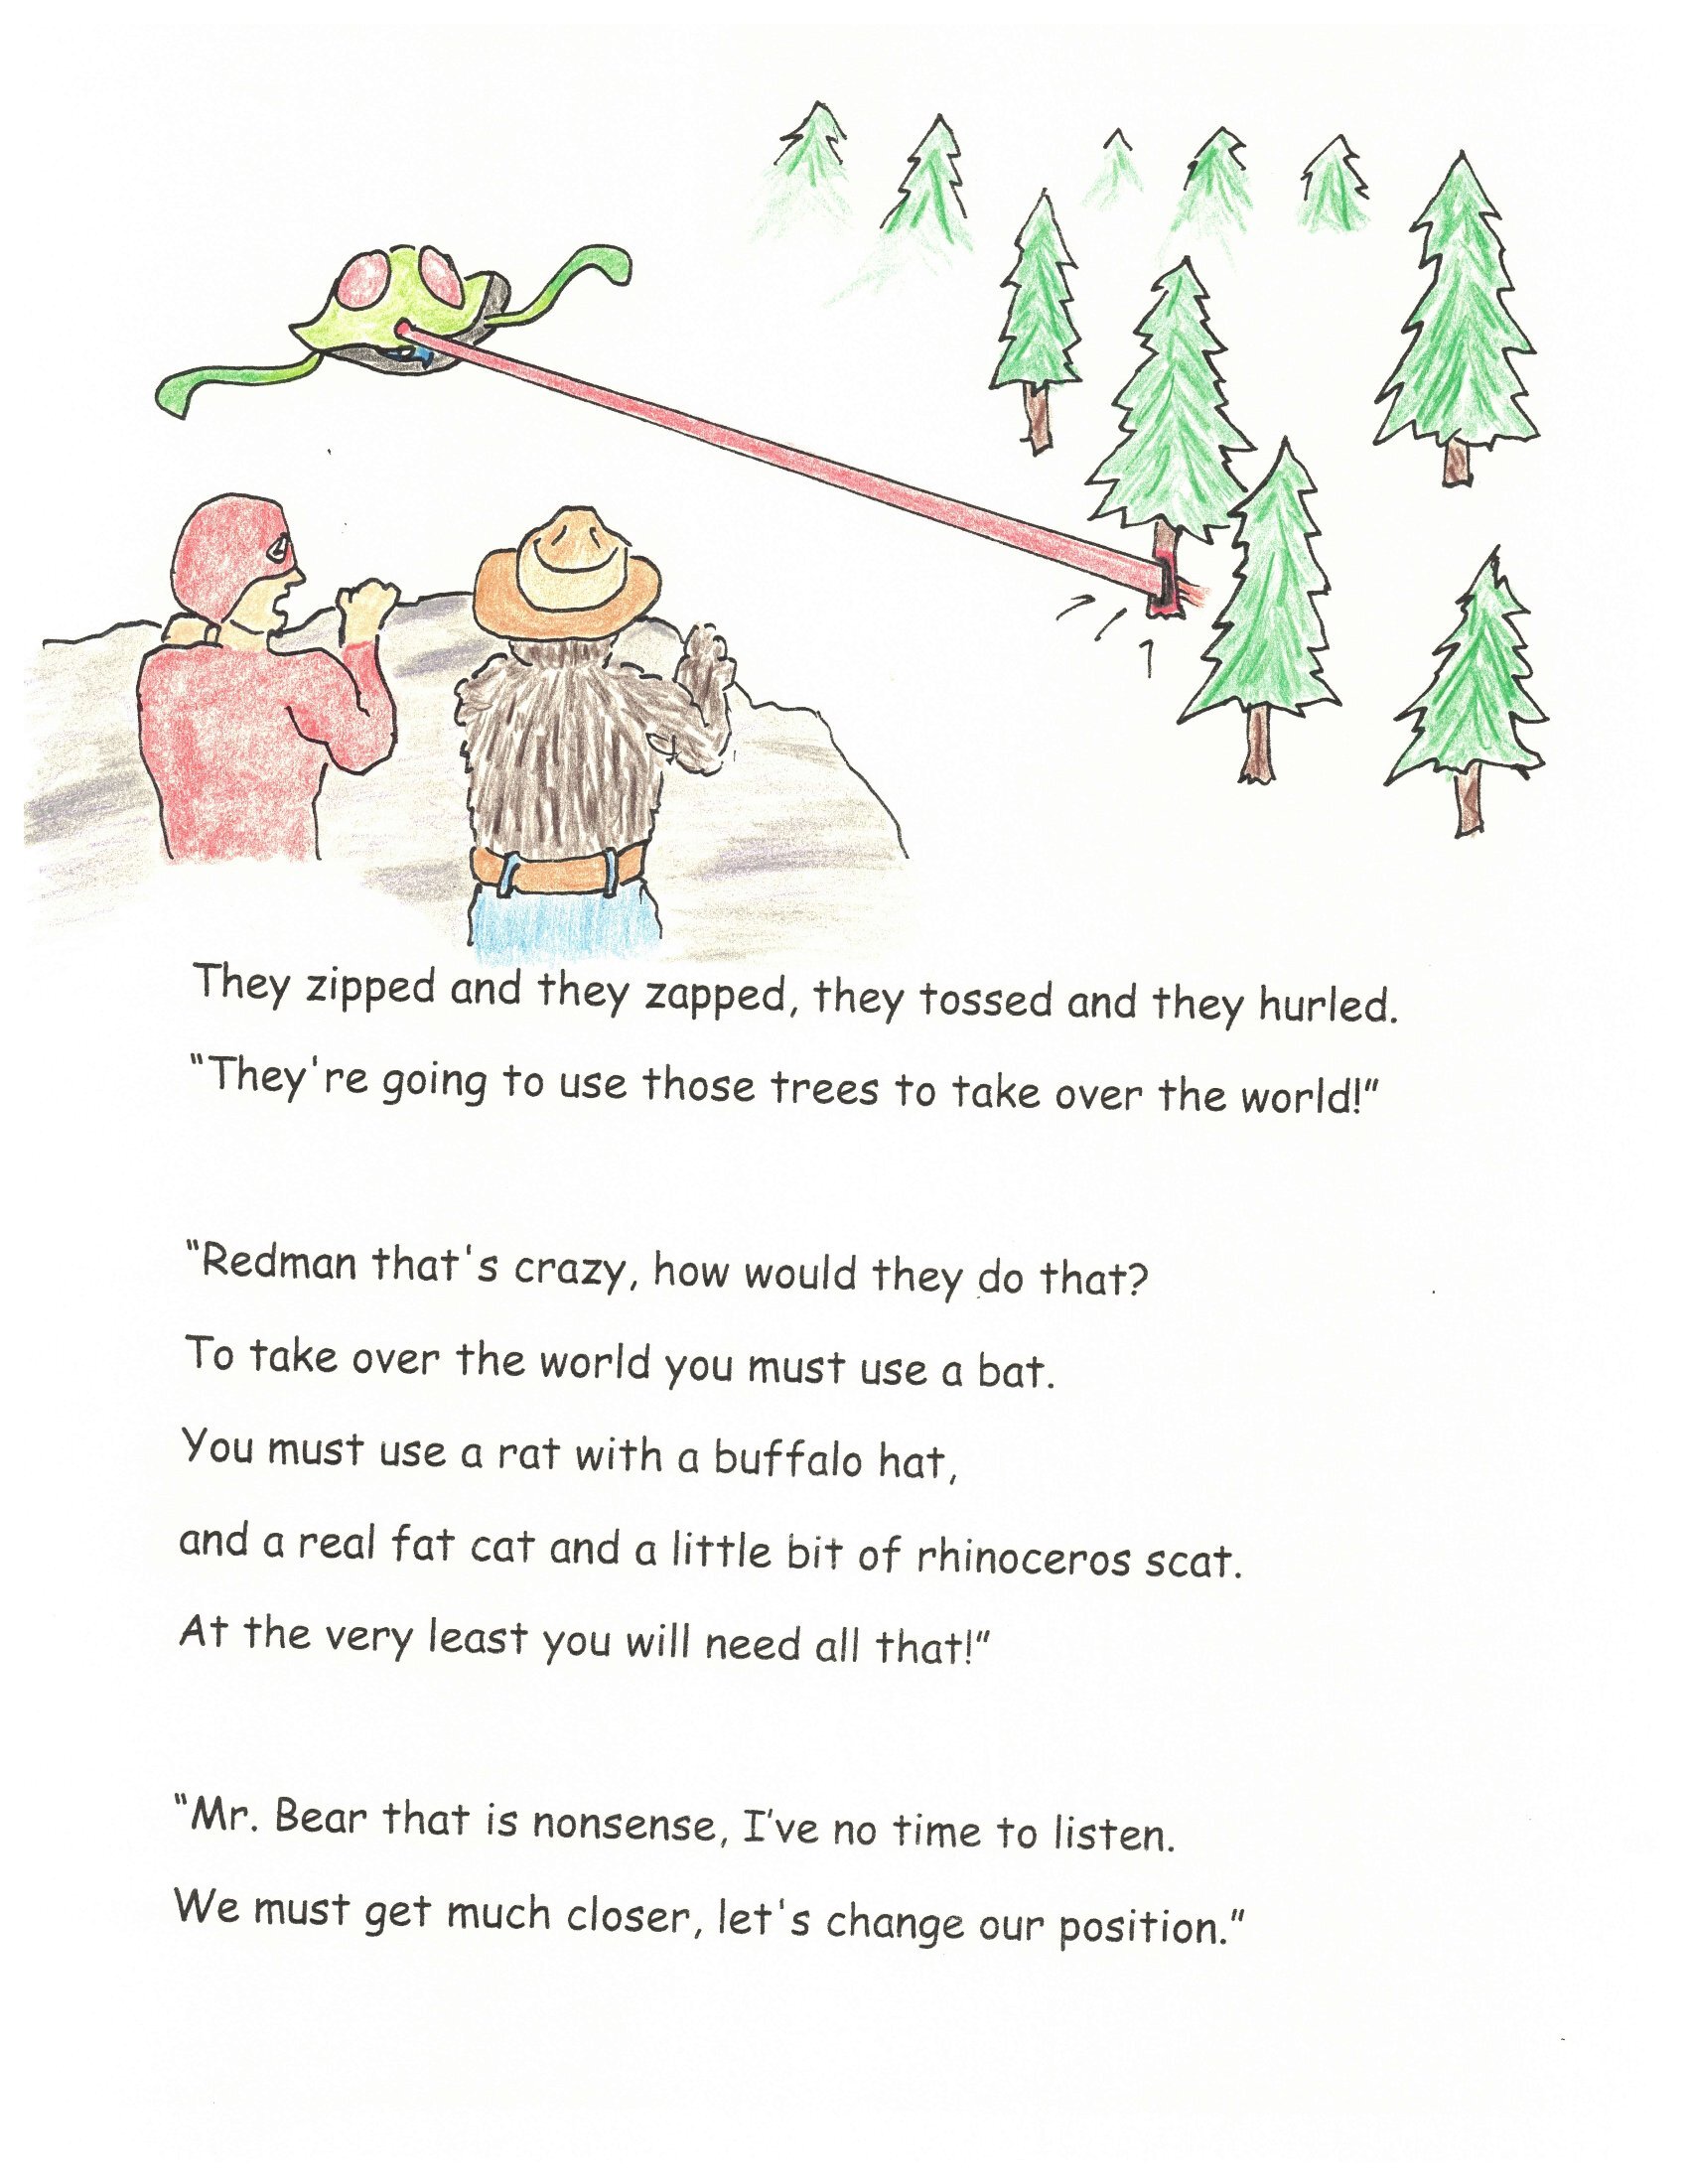 They zipped and they zapped, they tossed and they hurled.
"They're going to use those trees to take over the world!"
"Redman that's crazy, how would they do that?
To take over the world you must use a bat.
You must use a rat with a buffalo hat,
and a real fat cat and a little bit of rhinoceros scat.
At the very least you will need all that!"
"Mr. Bear that is nonsense, I've no time to listen.
We must get much closer, let's change our position."